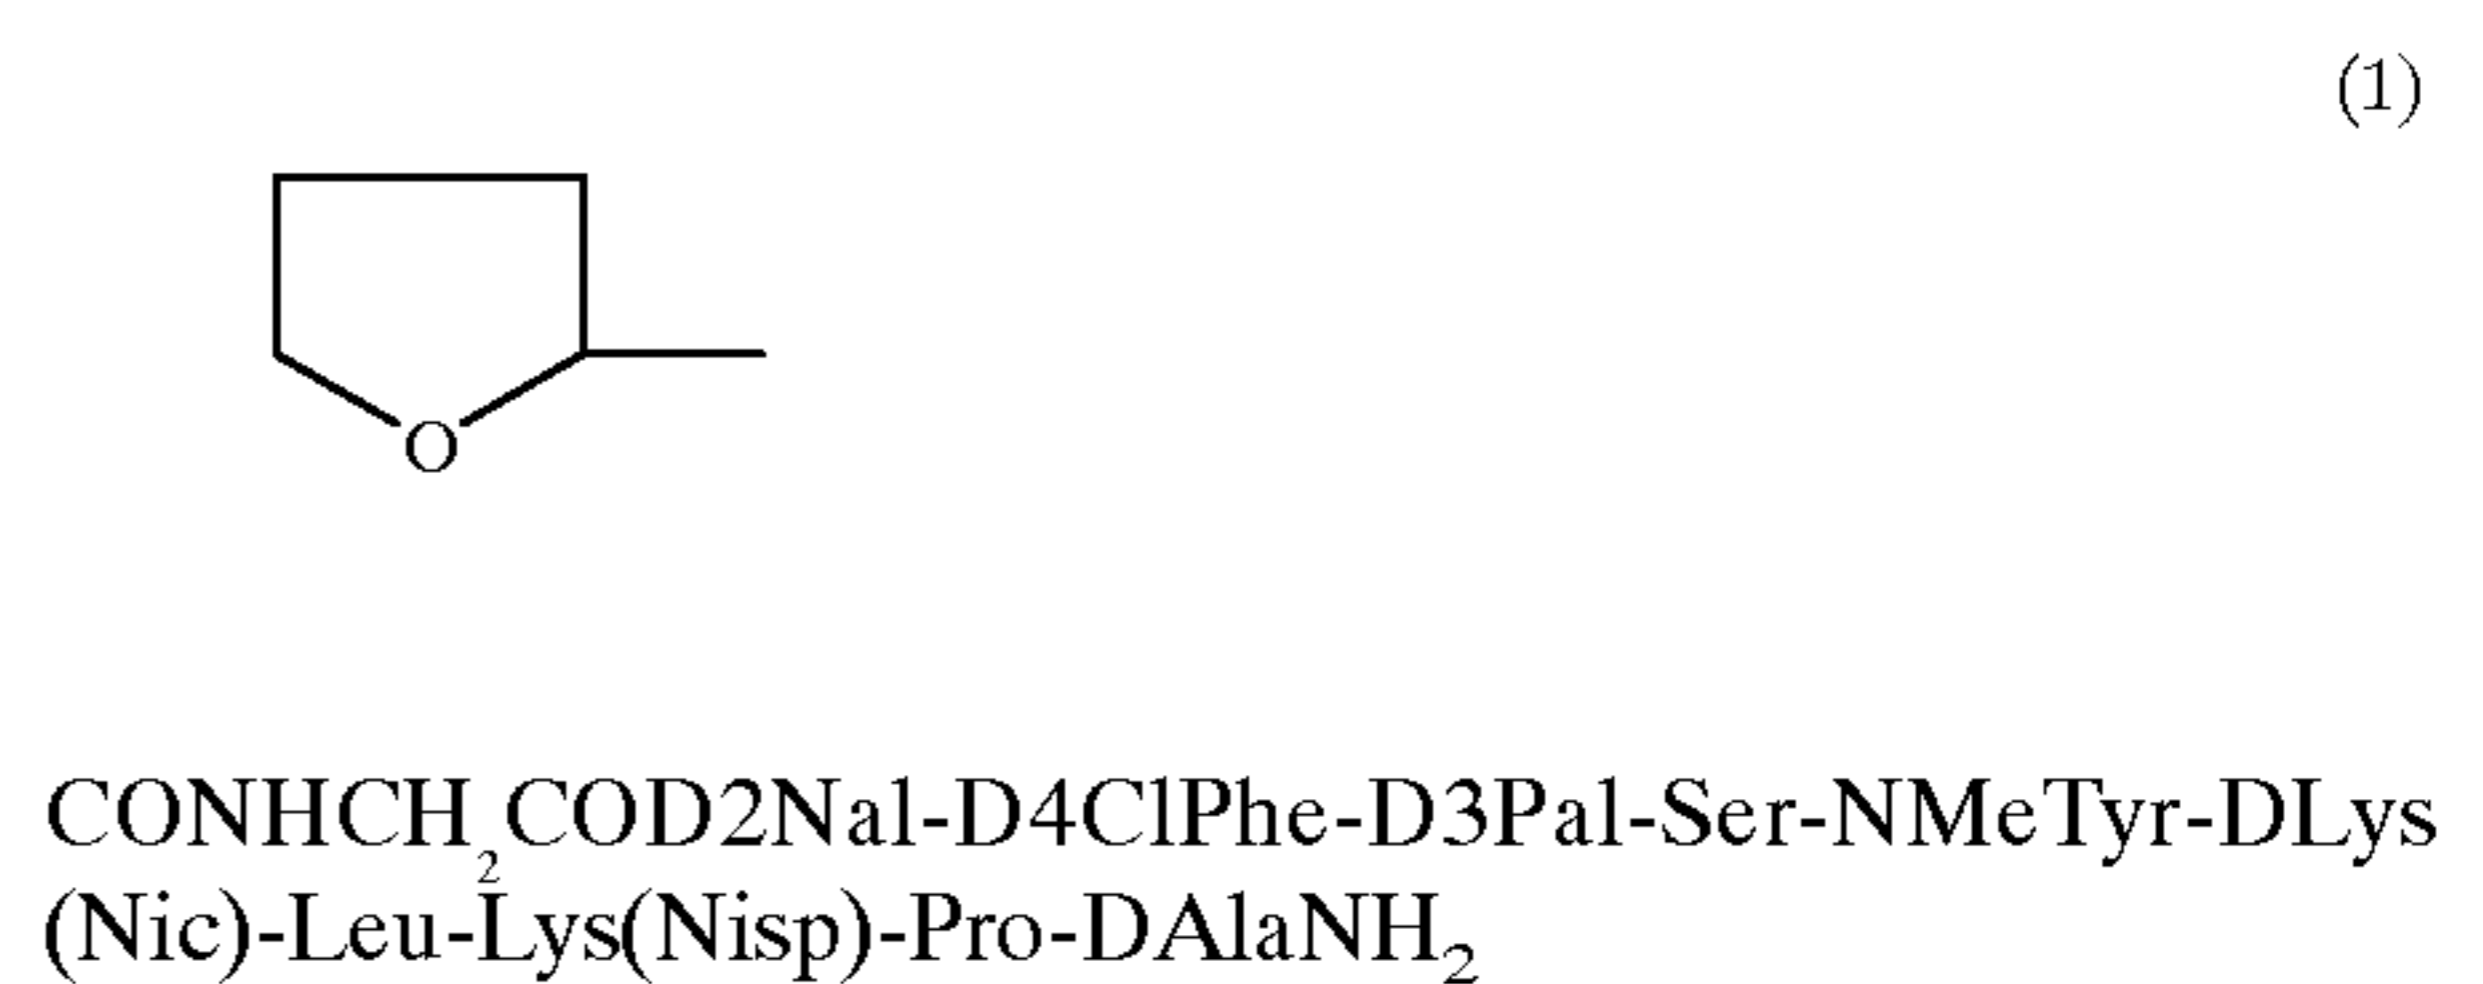 (1)
O
CONHCH₂COD2Nal-D4ClPhe-D3Pal-Ser-NMeTyr-DLys
(Nic)-Leu-Lys(Nisp)-Pro-DAlaNH₂